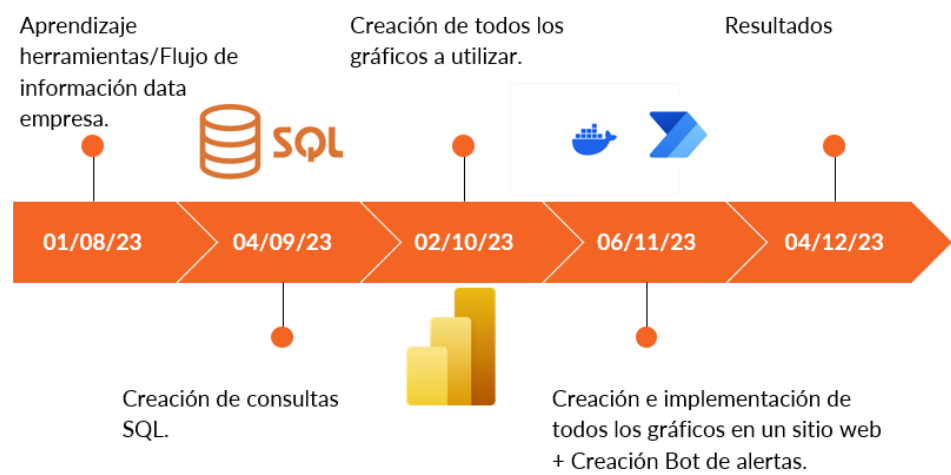 Aprendizaje
herramientas/Flujo de
información data
empresa.
Creación de todos los
gráficos a utilizar.
Resultados
SQL
01/08/23
04/09/23
02/10/23
06/11/23
04/12/23
Creación de consultas
SQL.
Creación e implementación de
todos los gráficos en un sitio web
+ Creación Bot de alertas.